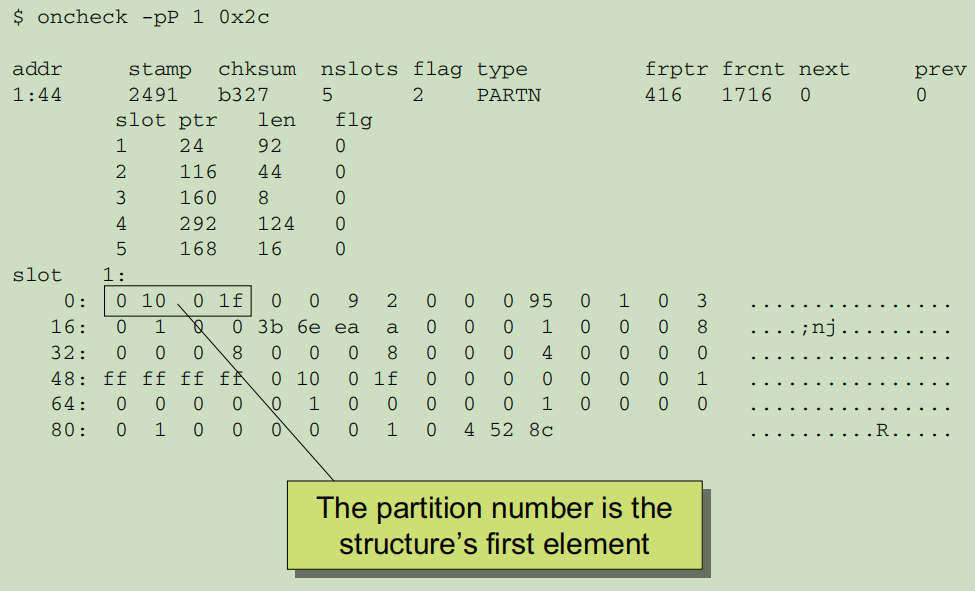 $ oncheck -pP 1 0x2c
addr stamp chksum nslots flag type frptr frcnt next prev
1:44 2491 b327 5 2 PARTN 416 1716 0 0
slot ptr len flg
1 24 92 0
2 116 44 0
3 160 8 0
4 292 124 0
5 168 16 0
slot 1:
0: 0 10 0 1f 0 0 9 2 0 0 0 95 0 1 0 3 ................
16: 0 1 0 0 3b 6e ea a 0 0 0 1 0 0 0 8 ....;nj.........
32: 0 0 0 8 0 0 0 8 0 0 0 4 0 0 0 0 ................
48: ff ff ff ff 0 10 0 1f 0 0 0 0 0 0 0 1 ................
64: 0 0 0 0 0 1 0 0 0 0 0 1 0 0 0 0 ................
80: 0 1 0 0 0 0 0 1 0 4 52 8c ..........R.....
The partition number is the
structure's first element